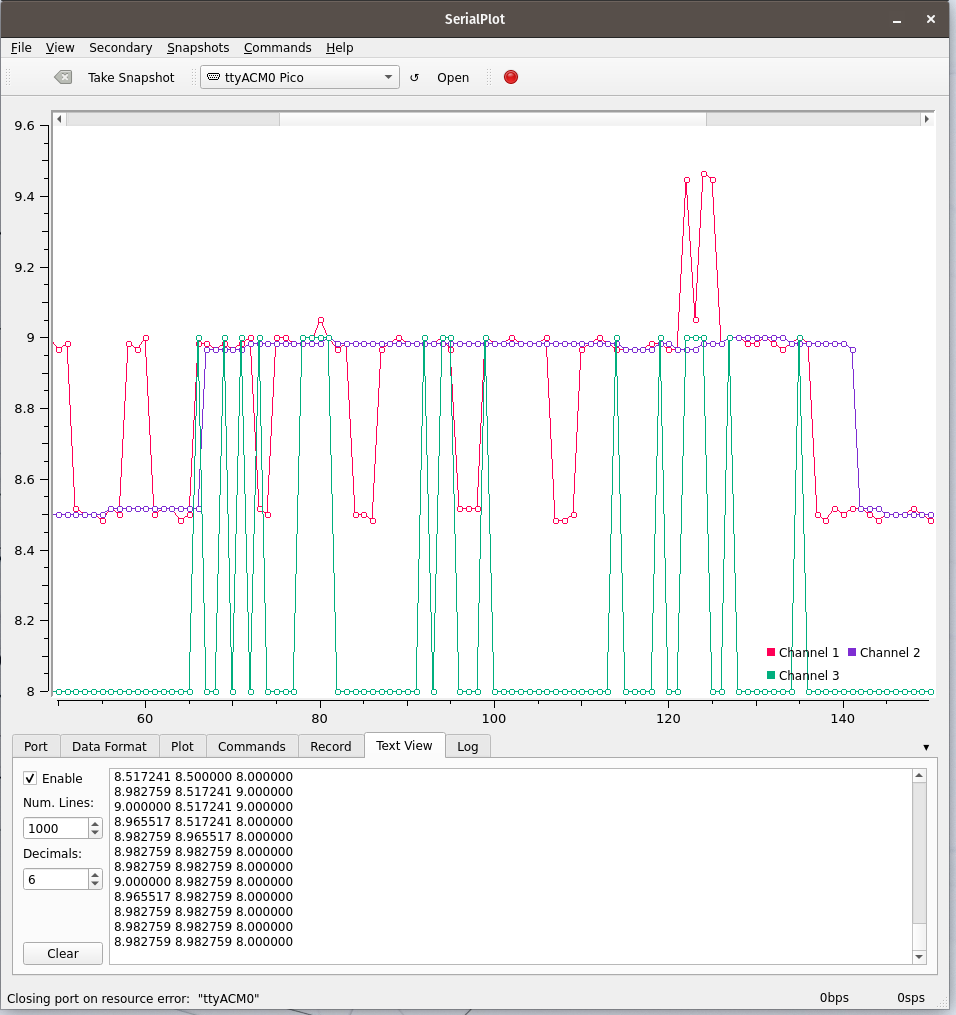 SerialPlot
File View Secondary Snapshots Commands Help
Take Snapshot ttyACM0 Pico Open
9.6
9.4
9.2
9
8.8
8.6
8.4
8.2
8
Channel 1 Channel 2
Channel 3
60 80 100 120 140
Port Data Format Plot Commands Record Text View Log
Enable
Num. Lines:
1000
Decimals:
6
Clear
8.517241 8.500000 8.000000
8.982759 8.517241 9.000000
9.000000 8.517241 9.000000
8.965517 8.517241 8.000000
8.982759 8.965517 8.000000
8.982759 8.982759 8.000000
8.982759 8.982759 8.000000
9.000000 8.982759 8.000000
8.965517 8.982759 8.000000
8.982759 8.982759 8.000000
8.982759 8.982759 8.000000
8.982759 8.982759 8.000000
Closing port on resource error: "ttyACM0" 0bps 0sps